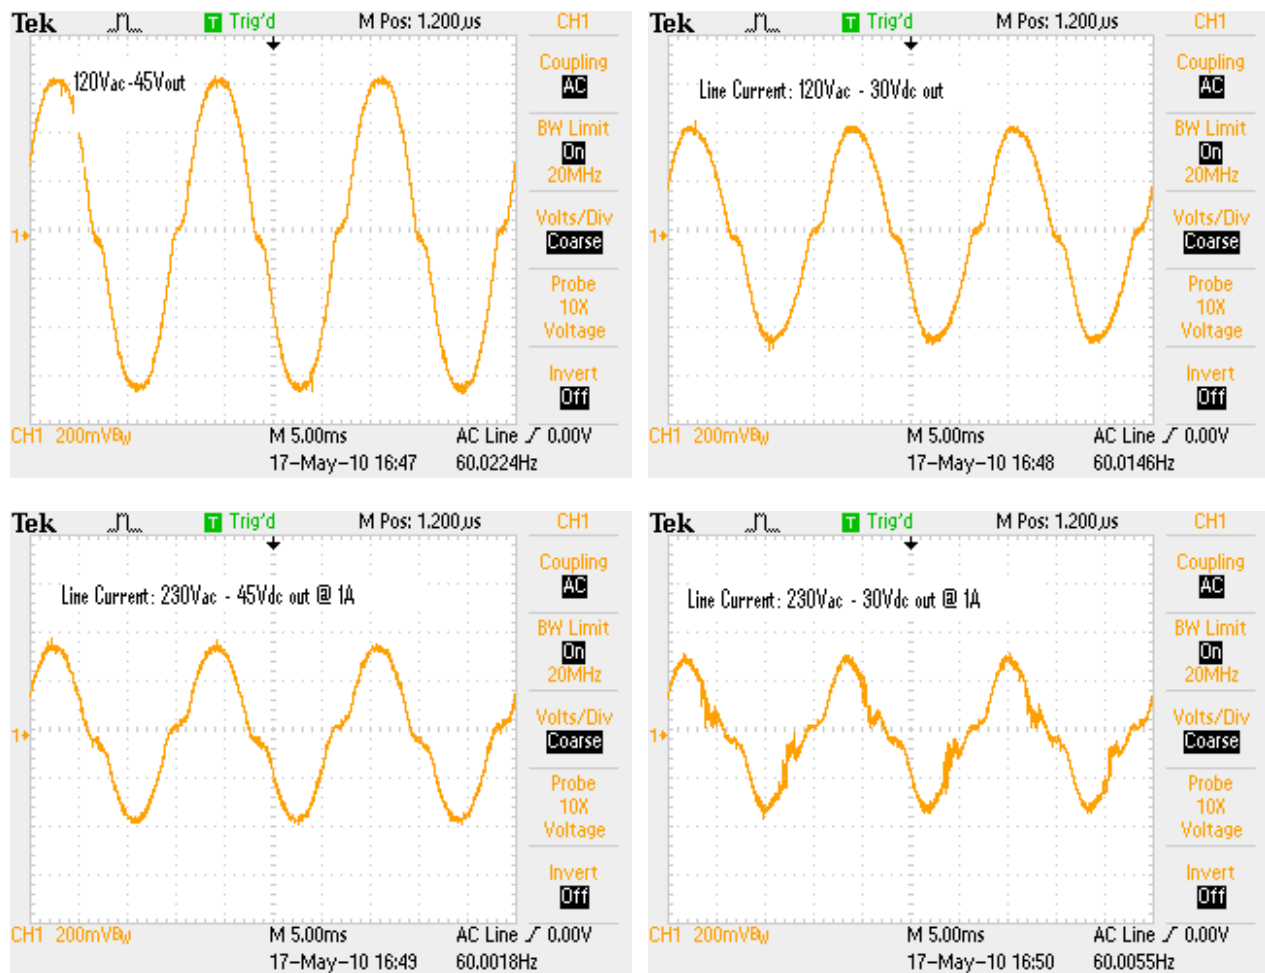 Tek Trig'd M Pos: 1.200µs CH1
120Vac-45Vout
Coupling
AC
BW Limit
On
20MHz
Volts/Div
Coarse
Probe
10X
Voltage
Invert
Off
1
CH1 200mVBW M 5.00ms AC Line 0.00V
17-May-10 16:47 60.0224Hz
Tek Trig'd M Pos: 1.200µs CH1
Line Current: 120Vac - 30Vdc out
Coupling
AC
BW Limit
On
20MHz
Volts/Div
Coarse
Probe
10X
Voltage
Invert
Off
1
CH1 200mVBW M 5.00ms AC Line 0.00V
17-May-10 16:48 60.0146Hz
Tek Trig'd M Pos: 1.200µs CH1
Line Current: 230Vac - 45Vdc out @ 1A
Coupling
AC
BW Limit
On
20MHz
Volts/Div
Coarse
Probe
10X
Voltage
Invert
Off
1
CH1 200mVBW M 5.00ms AC Line 0.00V
17-May-10 16:49 60.0018Hz
Tek Trig'd M Pos: 1.200µs CH1
Line Current: 230Vac - 30Vdc out @ 1A
Coupling
AC
BW Limit
On
20MHz
Volts/Div
Coarse
Probe
10X
Voltage
Invert
Off
1
CH1 200mVBW M 5.00ms AC Line 0.00V
17-May-10 16:50 60.0055Hz